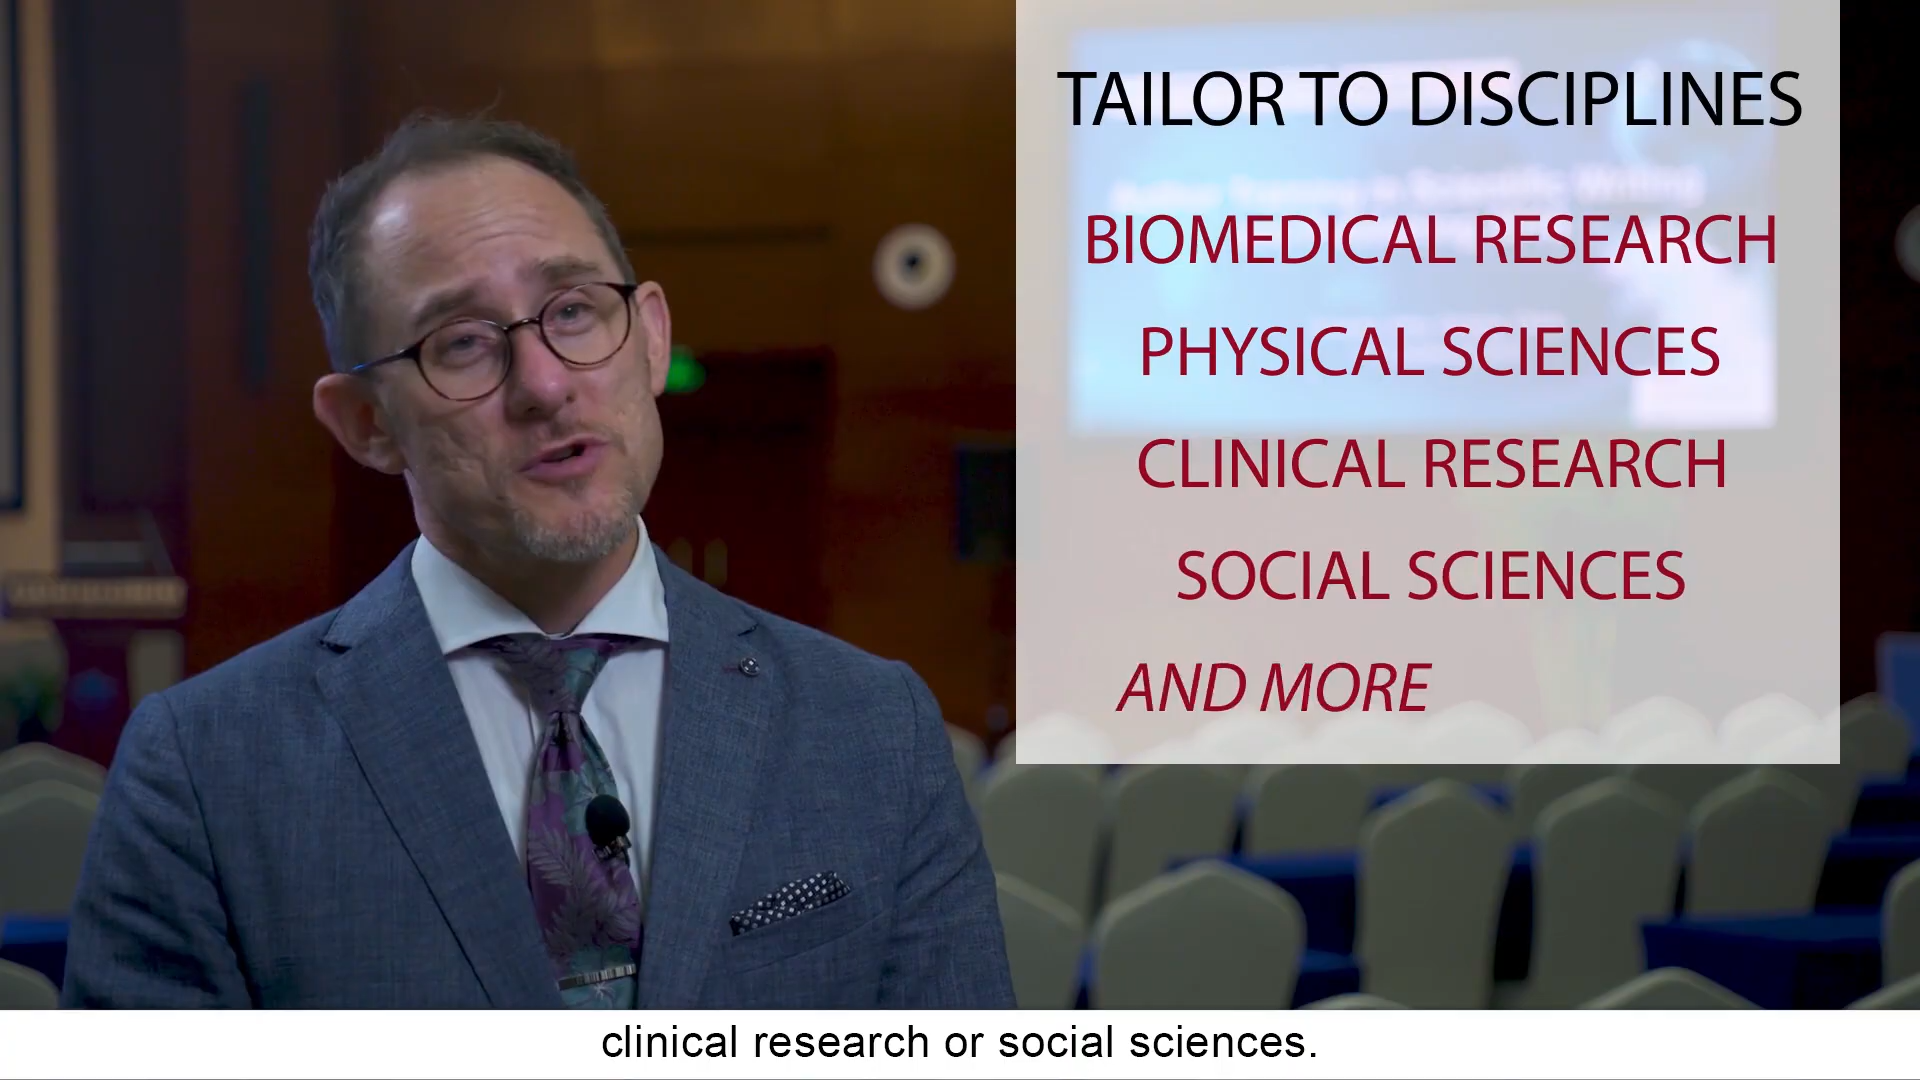 TAILOR TO DISCIPLINES
BIOMEDICAL RESEARCH
PHYSICAL SCIENCES
CLINICAL RESEARCH
SOCIAL SCIENCES
AND MORE
clinical research or social sciences.